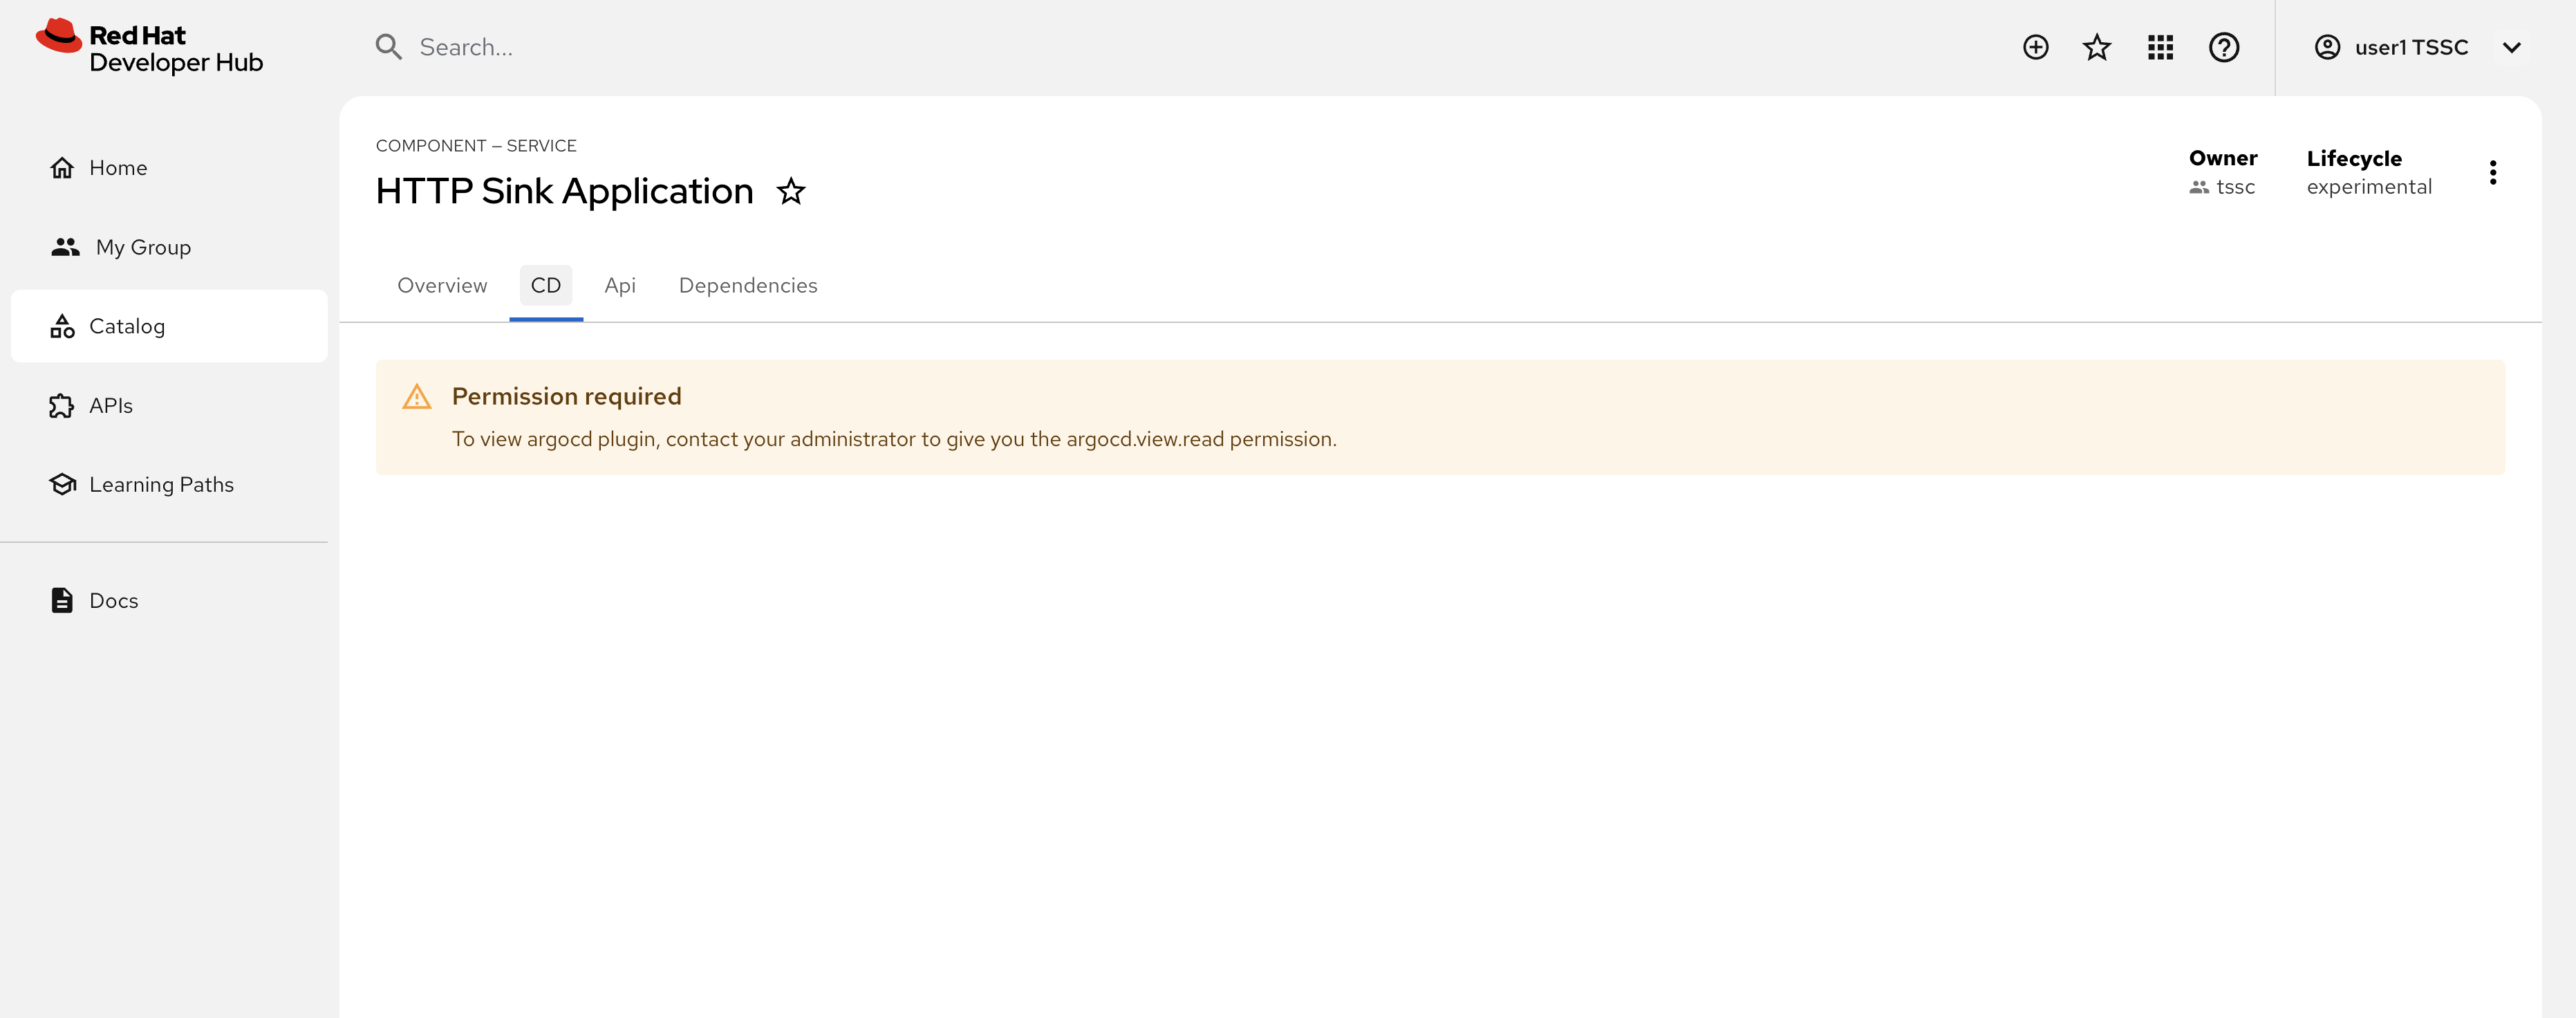 Red Hat
Developer Hub
Search...
user1 TSSC
Home
My Group
Catalog
APIs
Learning Paths
Docs
COMPONENT — SERVICE
HTTP Sink Application
Owner
tssc
Lifecycle
experimental
Overview
CD
Api
Dependencies
Permission required
To view argocd plugin, contact your administrator to give you the argocd.view.read permission.